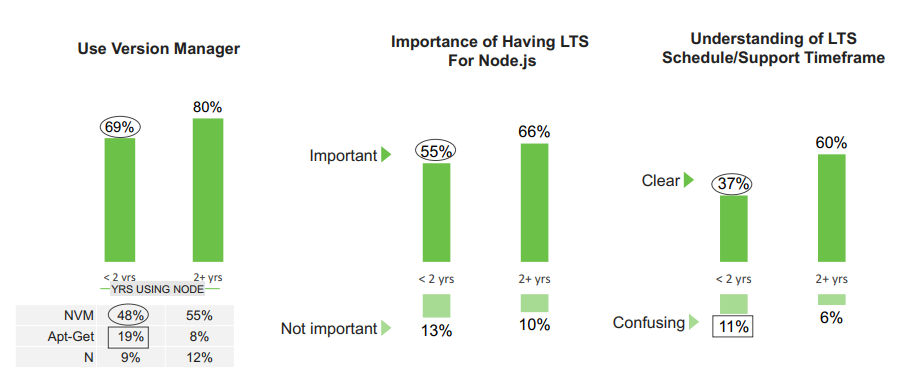 Use Version Manager
69%
80%
< 2 yrs
2+ yrs
YRS USING NODE
NVM 48% 55%
Apt-Get 19% 8%
N 9% 12%
Importance of Having LTS
For Node.js
Important
55%
66%
< 2 yrs
2+ yrs
Not important
13%
10%
Understanding of LTS
Schedule/Support Timeframe
Clear
37%
60%
< 2 yrs
2+ yrs
Confusing
11%
6%